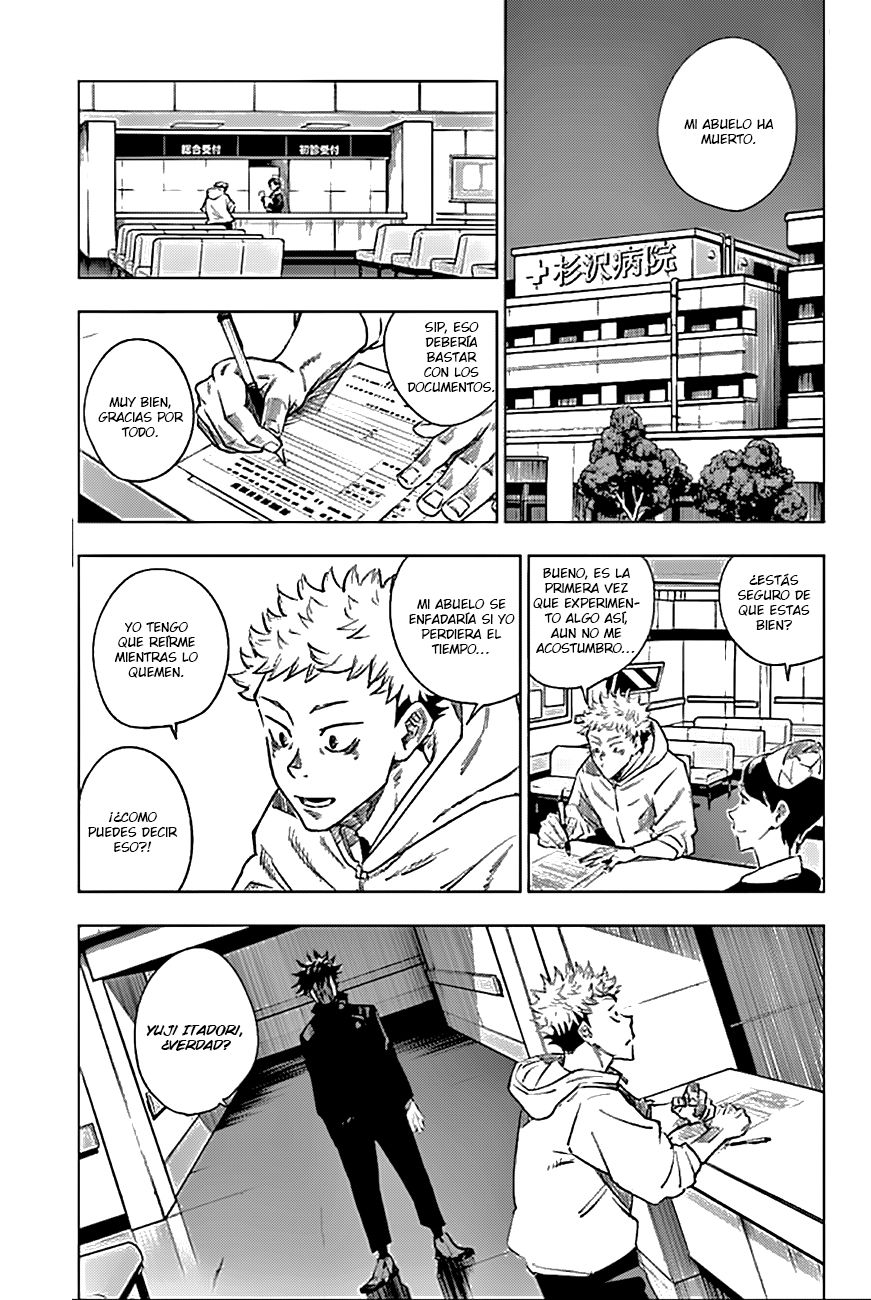 MI ABUELO HA
MUERTO.
杉沢病院
総合受付
初診受付
SIP, ESO
DEBERÍA
BASTAR
CON LOS
DOCUMENTOS.
MUY BIEN,
GRACIAS POR
TODO.
¿ESTÁS
SEGURO DE
QUE ESTAS
BIEN?
BUENO, ES LA
PRIMERA VEZ
QUE EXPERIMEN-
TO ALGO ASÍ,
AUN NO ME
ACOSTUMBRO...
MI ABUELO SE
ENFADARÍA SI YO
PERDIERA EL
TIEMPO...
YO TENGO
QUE REÍRME
MIENTRAS LO
QUEMEN.
¡¿COMO
PUEDES DECIR
ESO?!
YUJI ITADORI,
¿VERDAD?